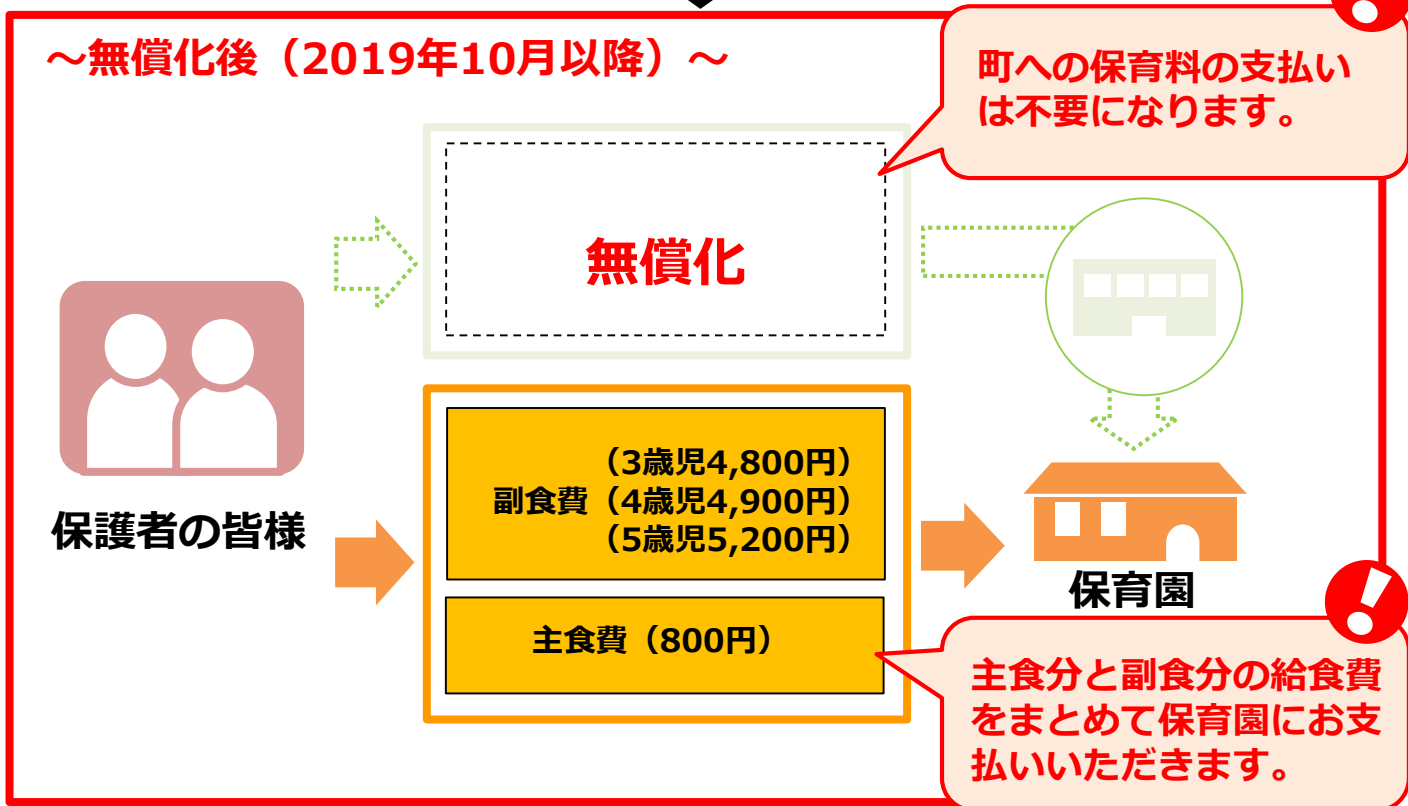 ～無償化後（2019年10月以降）～
町への保育料の支払い
は不要になります。
無償化
保護者の皆様
（3歳児4,800円）
副食費（4歳児4,900円）
（5歳児5,200円）
主食費（800円）
保育園
主食分と副食分の給食費
をまとめて保育園にお支
払いいただきます。